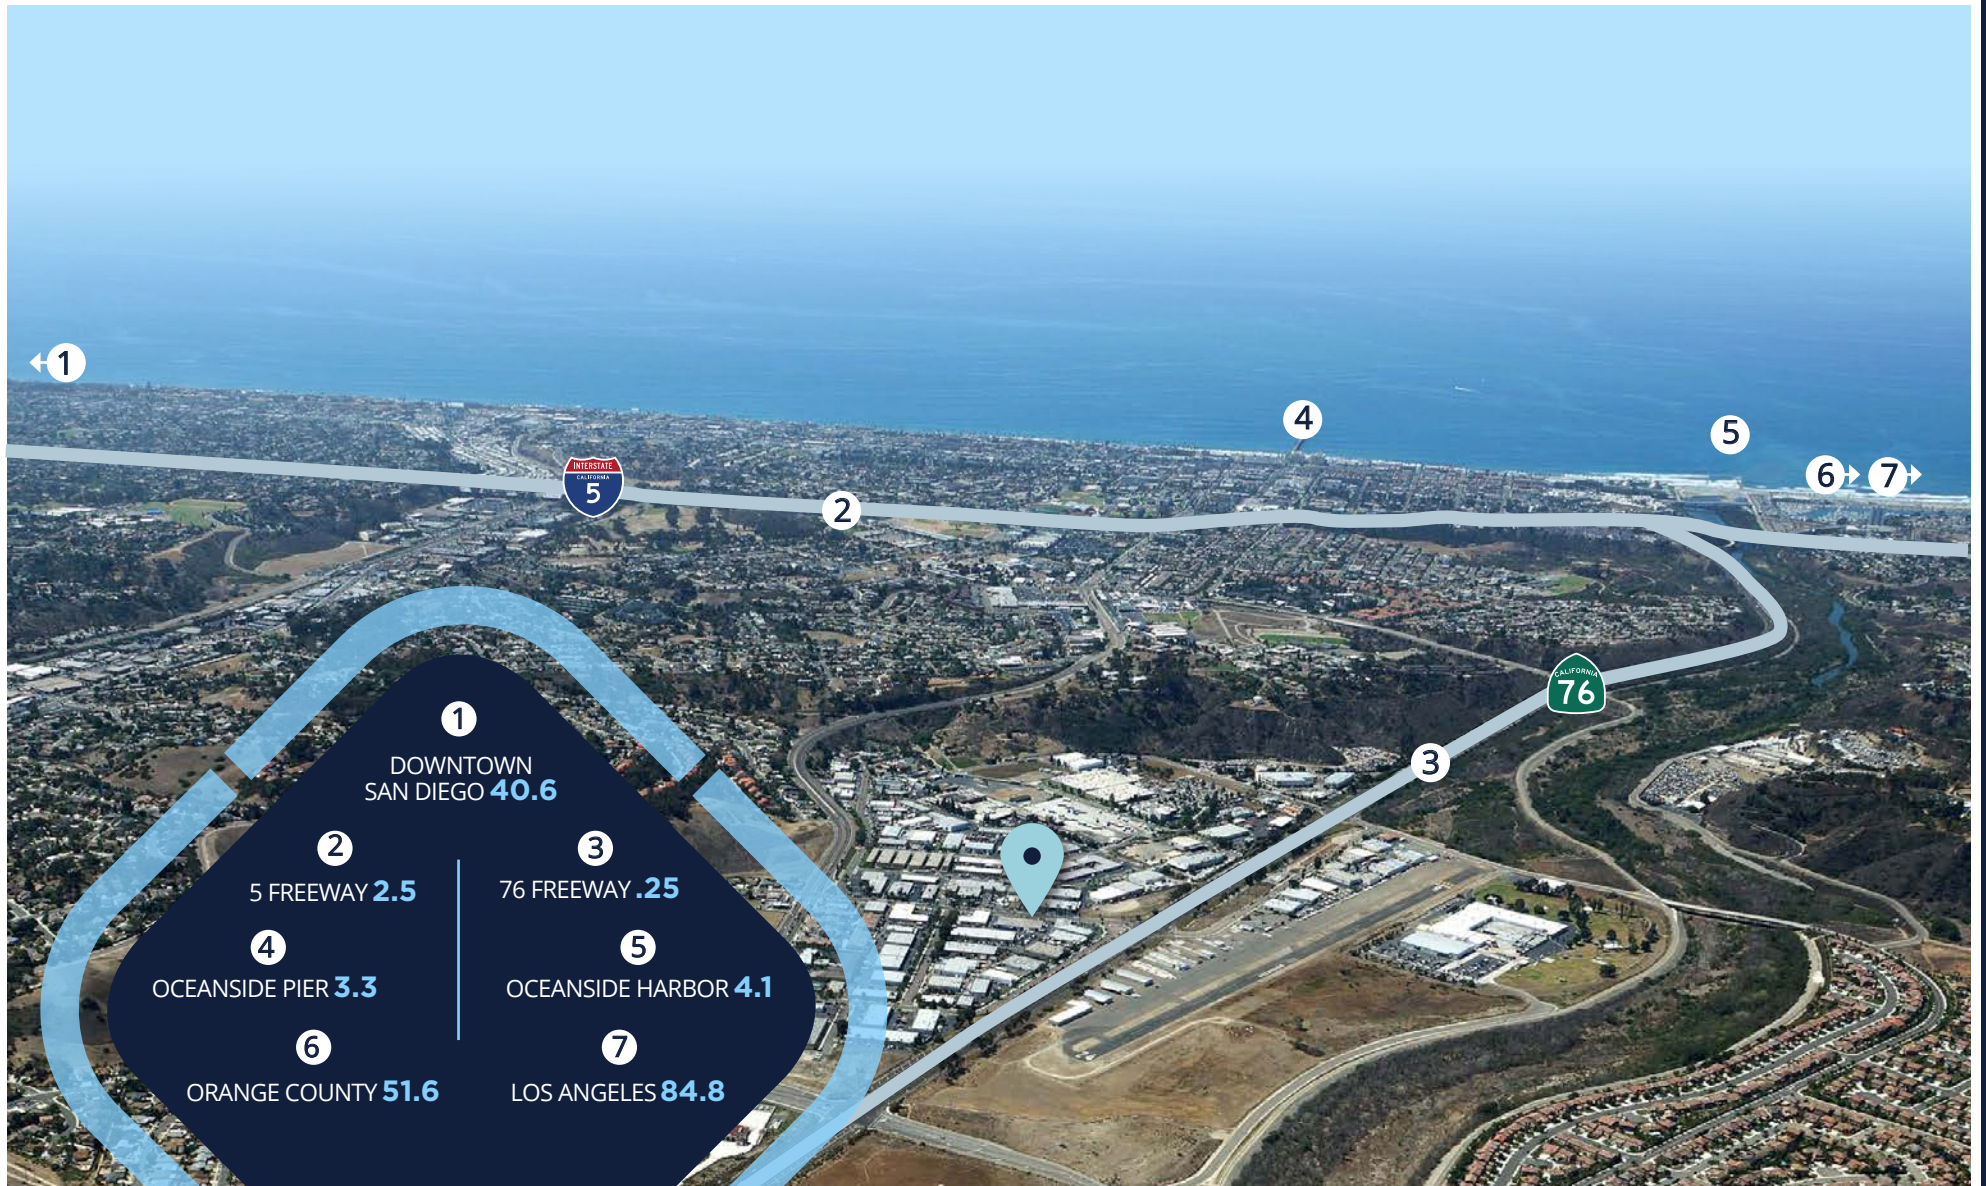 1
4
5
6
7
INTERSTATE
CALIFORNIA
5
2
CALIFORNIA
76
3
1
DOWNTOWN
SAN DIEGO 40.6
2
5 FREEWAY 2.5
3
76 FREEWAY .25
4
OCEANSIDE PIER 3.3
5
OCEANSIDE HARBOR 4.1
6
ORANGE COUNTY 51.6
7
LOS ANGELES 84.8